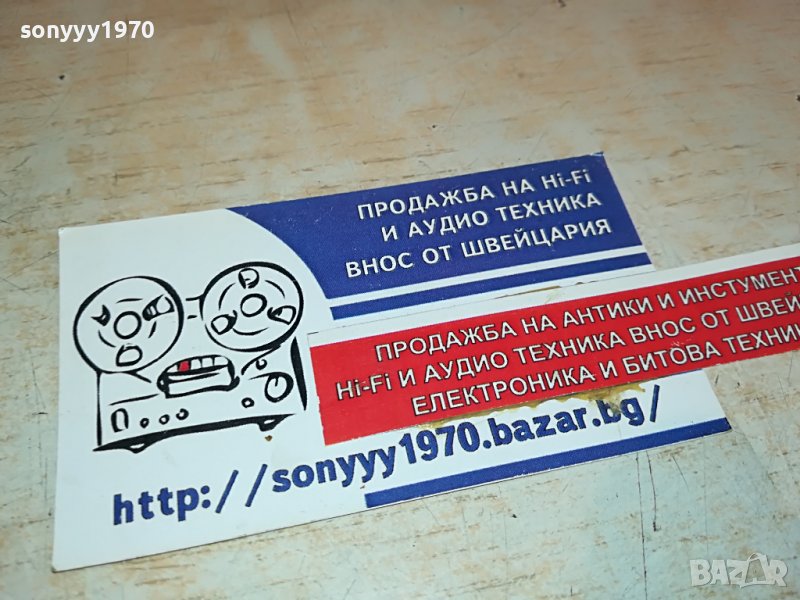 sonyyy1970
ПРОДАЖБА НА Hi-Fi
И АУДИО ТЕХНИКА
ВНОС ОТ ШВЕЙЦАРИЯ
ПРОДАЖБА НА АНТИКИ И ИНСТУМЕНТ
Hi-Fi И АУДИО ТЕХНИКА ВНОС ОТ ШВЕЙ
ЕЛЕКТРОНИКА И БИТОВА ТЕХНИ
http://sonyyy1970.bazar.bg/
BAZAR